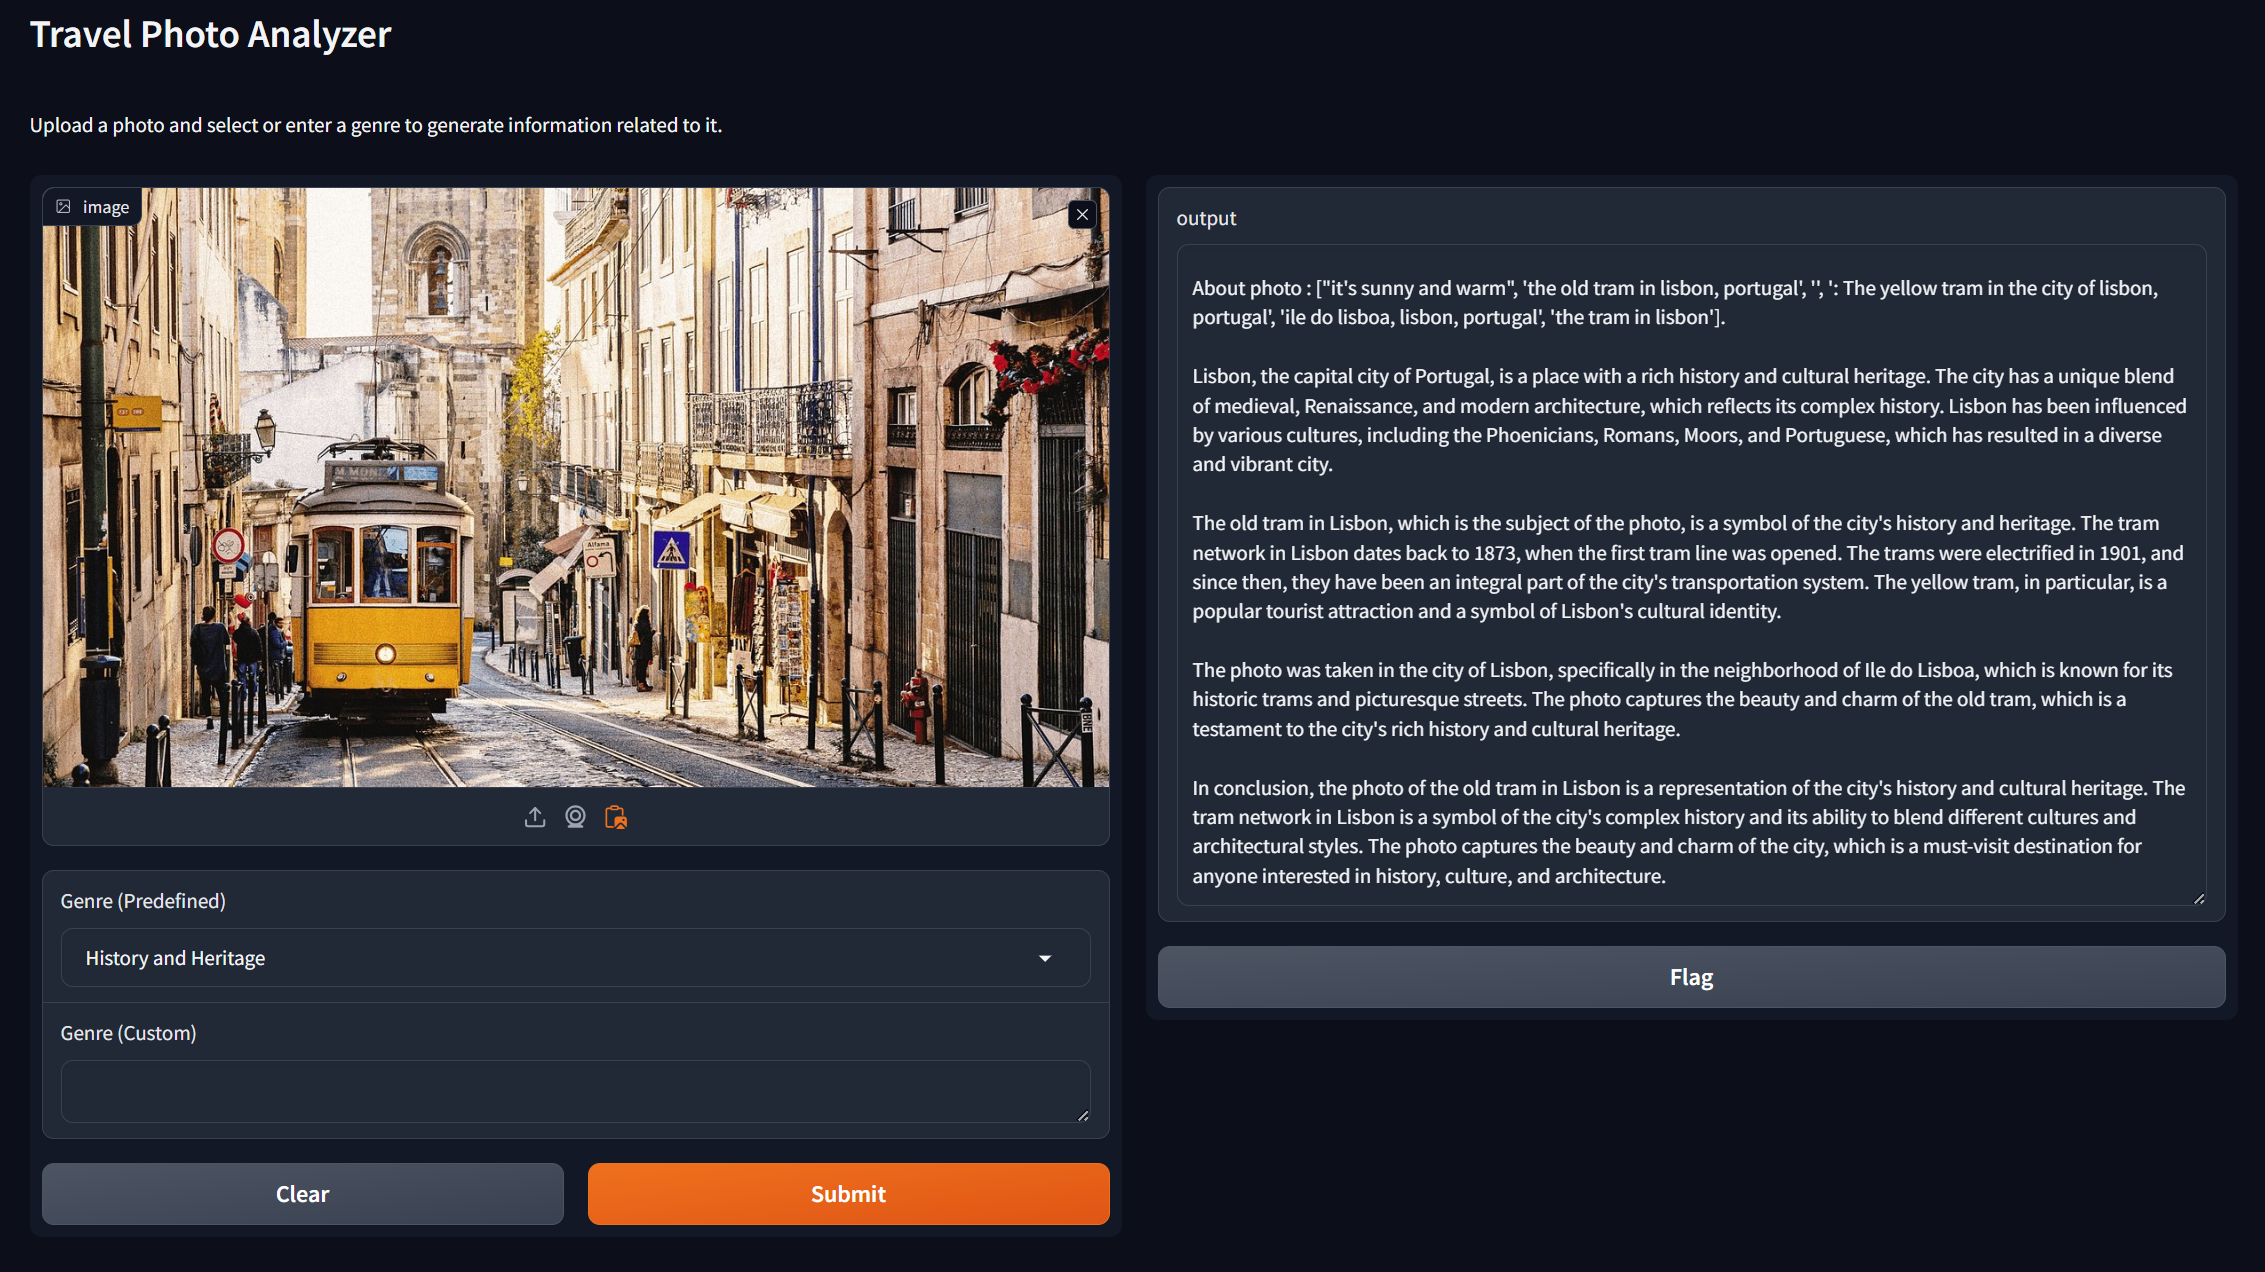 Travel Photo Analyzer
Upload a photo and select or enter a genre to generate information related to it.
image
Alfama
Genre (Predefined)
History and Heritage
Genre (Custom)
Clear
Submit
output
About photo : ["it's sunny and warm", 'the old tram in lisbon, portugal', '', ': The yellow tram in the city of lisbon,
portugal', 'ile do lisboa, lisbon, portugal', 'the tram in lisbon'].
Lisbon, the capital city of Portugal, is a place with a rich history and cultural heritage. The city has a unique blend
of medieval, Renaissance, and modern architecture, which reflects its complex history. Lisbon has been influenced
by various cultures, including the Phoenicians, Romans, Moors, and Portuguese, which has resulted in a diverse
and vibrant city.
The old tram in Lisbon, which is the subject of the photo, is a symbol of the city's history and heritage. The tram
network in Lisbon dates back to 1873, when the first tram line was opened. The trams were electrified in 1901, and
since then, they have been an integral part of the city's transportation system. The yellow tram, in particular, is a
popular tourist attraction and a symbol of Lisbon's cultural identity.
The photo was taken in the city of Lisbon, specifically in the neighborhood of Ile do Lisboa, which is known for its
historic trams and picturesque streets. The photo captures the beauty and charm of the old tram, which is a
testament to the city's rich history and cultural heritage.
In conclusion, the photo of the old tram in Lisbon is a representation of the city's history and cultural heritage. The
tram network in Lisbon is a symbol of the city's complex history and its ability to blend different cultures and
architectural styles. The photo captures the beauty and charm of the city, which is a must-visit destination for
anyone interested in history, culture, and architecture.
Flag